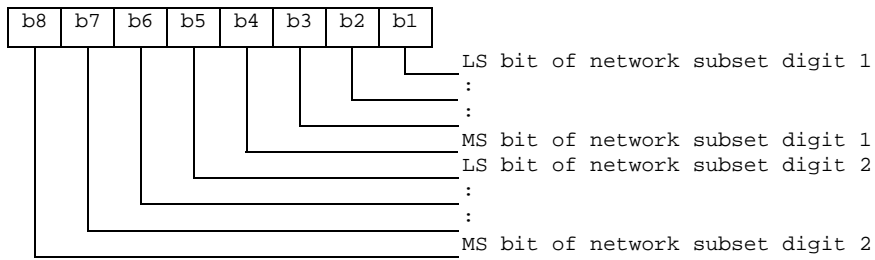 b8 b7 b6 b5 b4 b3 b2 b1
LS bit of network subset digit 1
:
:
MS bit of network subset digit 1
LS bit of network subset digit 2
:
:
MS bit of network subset digit 2